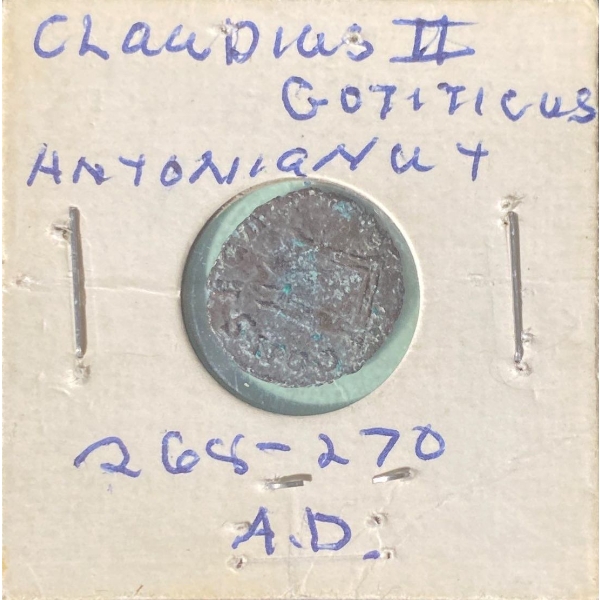 CLAUDIUS II
GOTITICUS
ANTONIANUT
268-270
A.D.